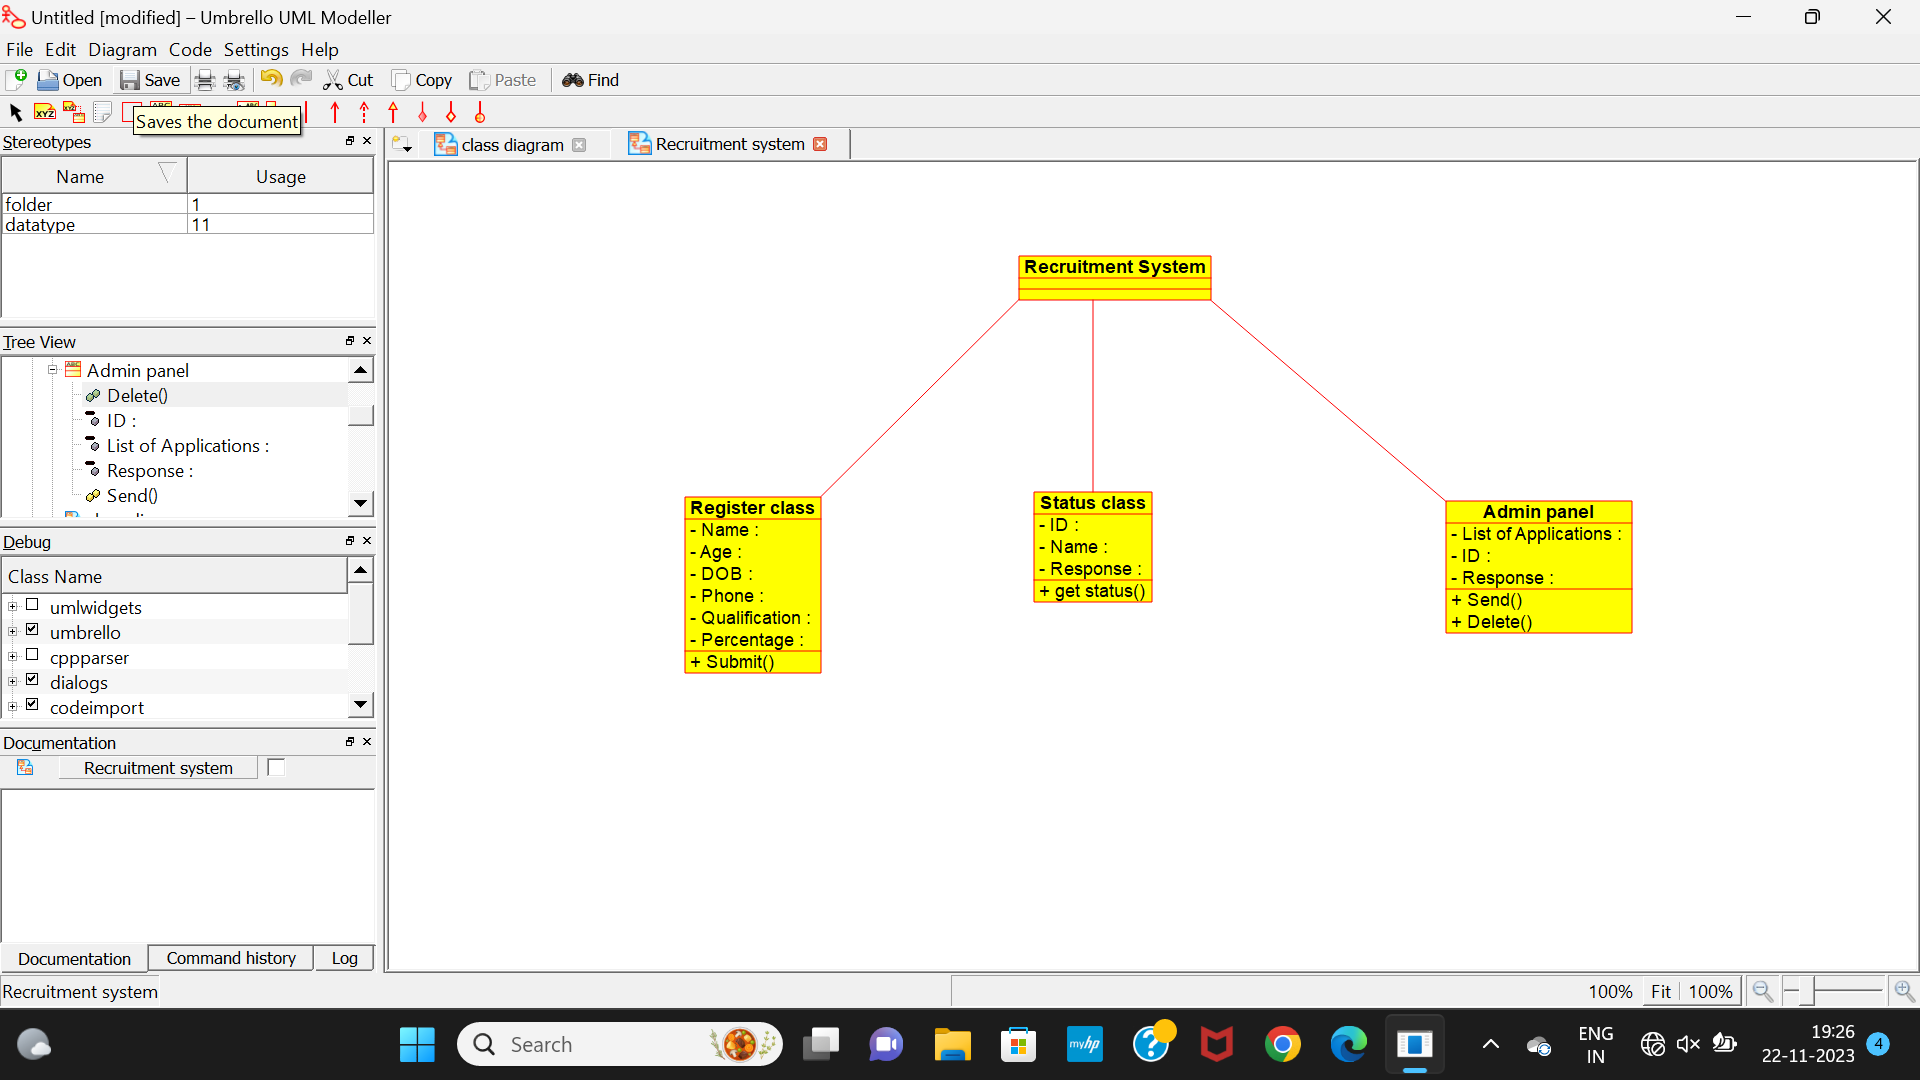 Untitled [modified] – Umbrello UML Modeller
File Edit Diagram Code Settings Help
Open Save Cut Copy Paste Find
XYZ
Saves the document
Stereotypes
class diagram Recruitment system
Name Usage
folder 1
datatype 11
Tree View
Admin panel
Delete()
ID :
List of Applications :
Response :
Send()
Debug
Class Name
umlwidgets
umbrello
cppparser
dialogs
codeimport
Documentation
Recruitment system
Documentation Command history Log
Recruitment System
Register class
- Name :
- Age :
- DOB :
- Phone :
- Qualification :
- Percentage :
+ Submit()
Status class
- ID :
- Name :
- Response :
+ get status()
Admin panel
- List of Applications :
- ID :
- Response :
+ Send()
+ Delete()
Recruitment system 100% Fit 100%
Search
myhp
ENG
IN
19:26
22-11-2023
4